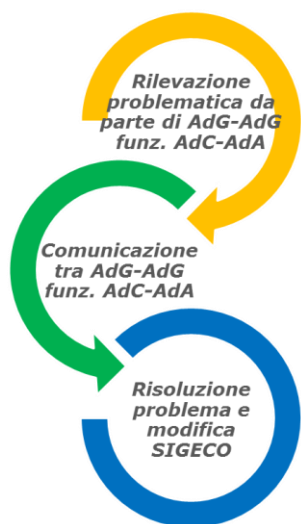 Rilevazione
problematica da
parte di AdG-AdG
funz. AdC-AdA
Comunicazione
tra AdG-AdG
funz. AdC-AdA
Risoluzione
problema e
modifica
SIGECO